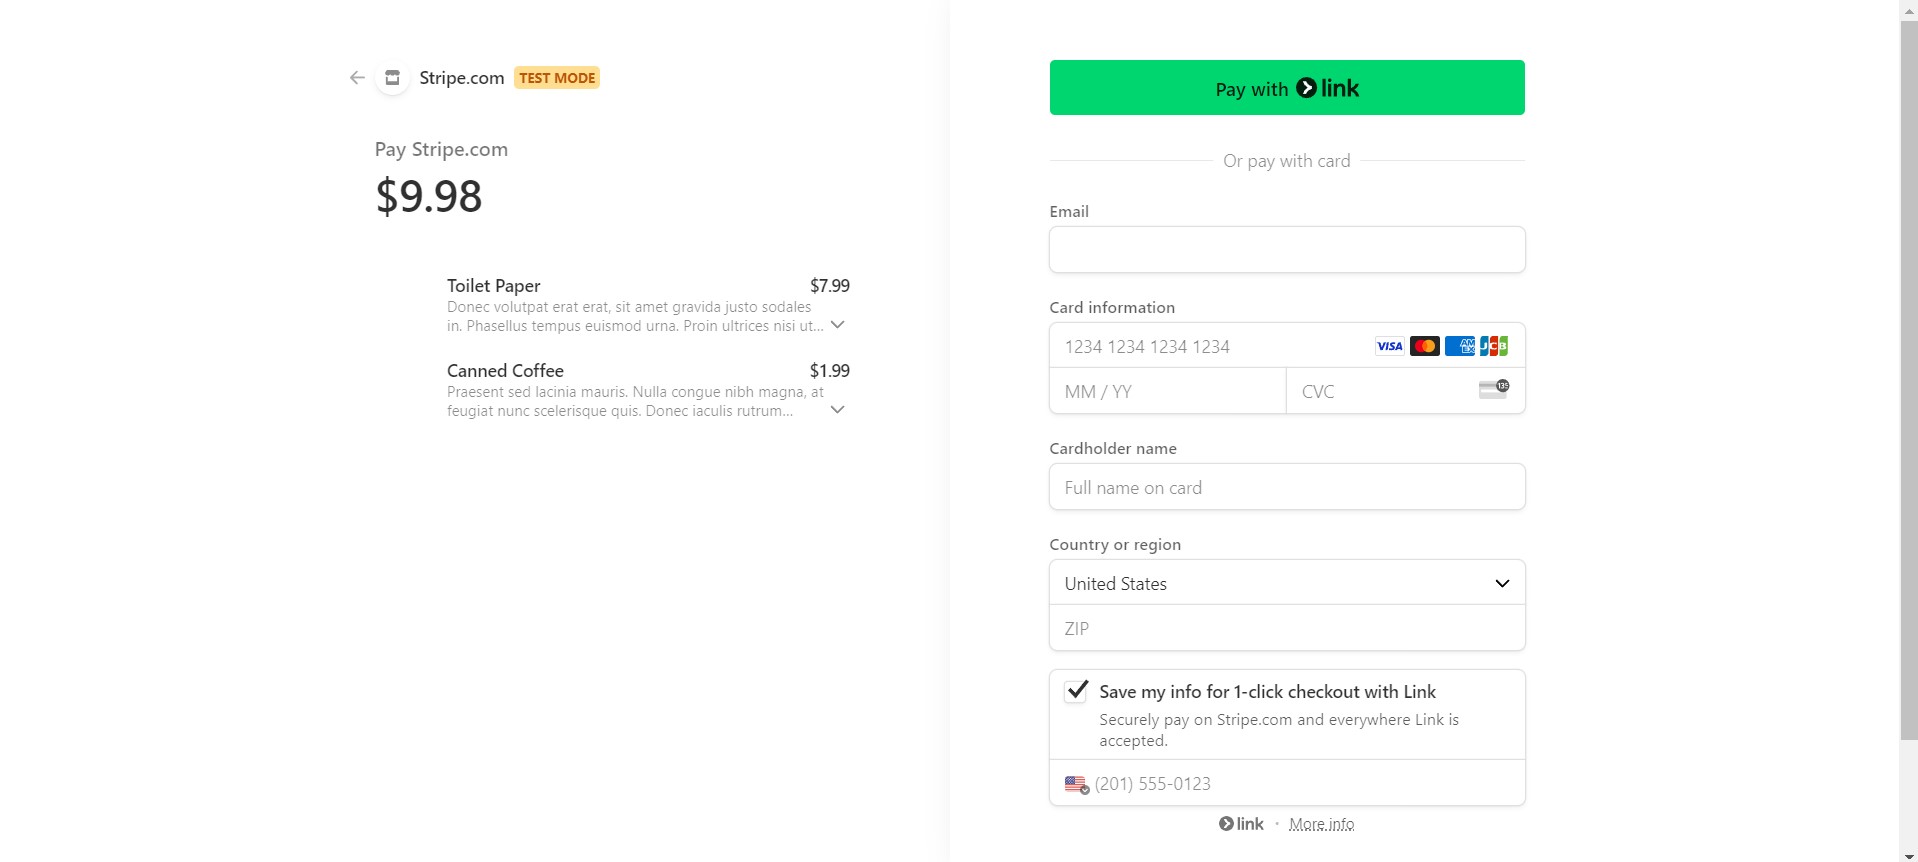 Stripe.com TEST MODE
Pay Stripe.com
$9.98
Toilet Paper $7.99
Donec volutpat erat erat, sit amet gravida justo sodales
in. Phasellus tempus euismod urna. Proin ultrices nisi ut...
Canned Coffee $1.99
Praesent sed lacinia mauris. Nulla congue nibh magna, at
feugiat nunc scelerisque quis. Donec iaculis rutrum...
Pay with link
Or pay with card
Email
Card information
1234 1234 1234 1234 VISA AMEX JCB
MM / YY CVC 135
Cardholder name
Full name on card
Country or region
United States
ZIP
Save my info for 1-click checkout with Link
Securely pay on Stripe.com and everywhere Link is
accepted.
(201) 555-0123
link · More info